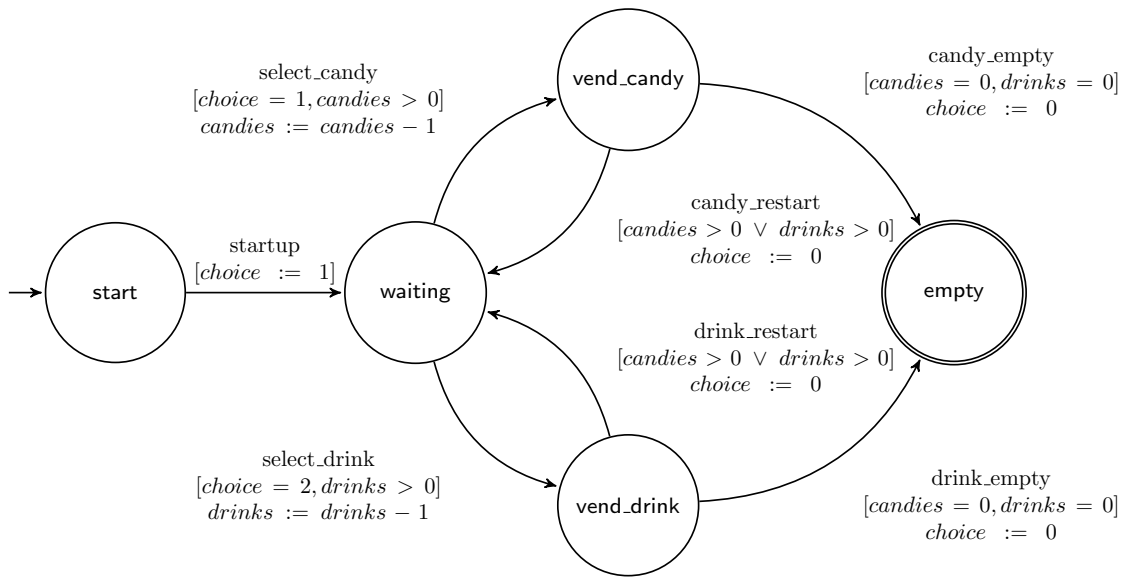 vend_candy
candy_empty
[candies = 0, drinks = 0]
choice := 0
select_candy
[choice = 1, candies > 0]
candies := candies − 1
candy_restart
[candies > 0 ∨ drinks > 0]
choice := 0
startup
[choice := 1]
start
waiting
empty
drink_restart
[candies > 0 ∨ drinks > 0]
choice := 0
select_drink
[choice = 2, drinks > 0]
drinks := drinks − 1
vend_drink
drink_empty
[candies = 0, drinks = 0]
choice := 0